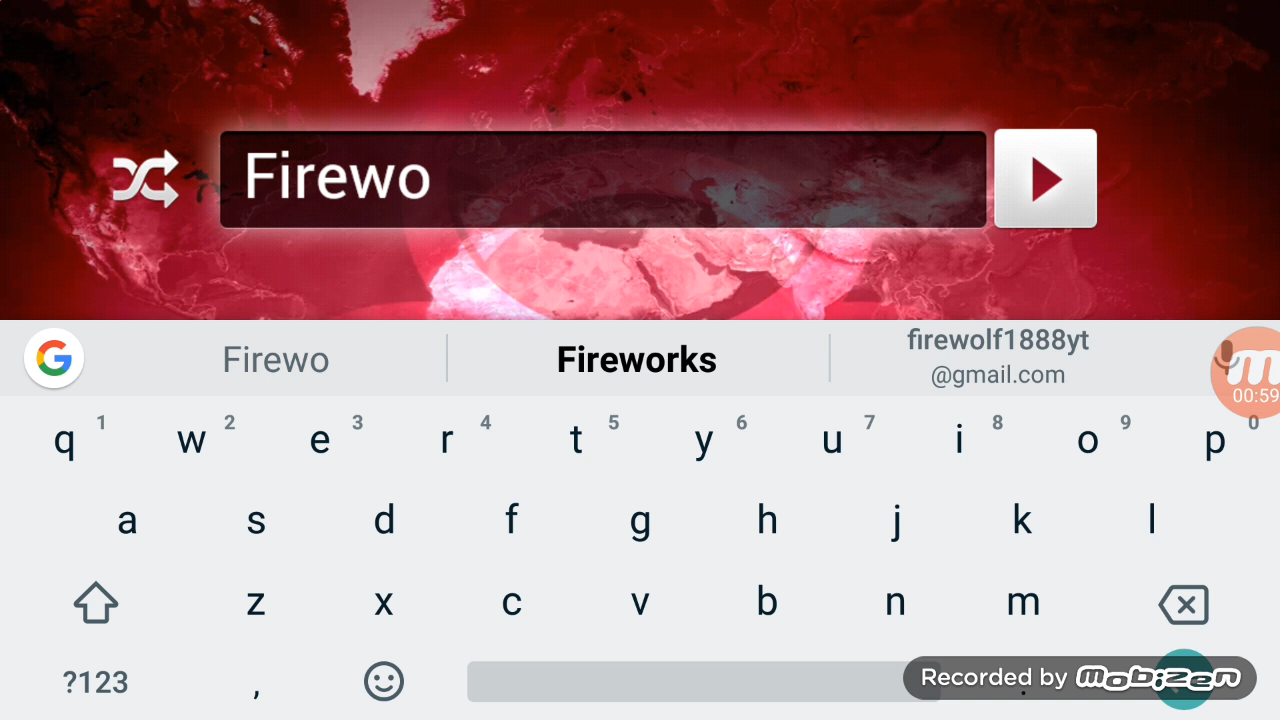 Firewo
Firewo Fireworks firewolf1888yt
@gmail.com
00:59
q 1 w 2 e 3 r 4 t 5 y 6 u 7 i 8 o 9 p 0
a s d f g h j k l
z x c v b n m
?123 , .
Recorded by mobizen